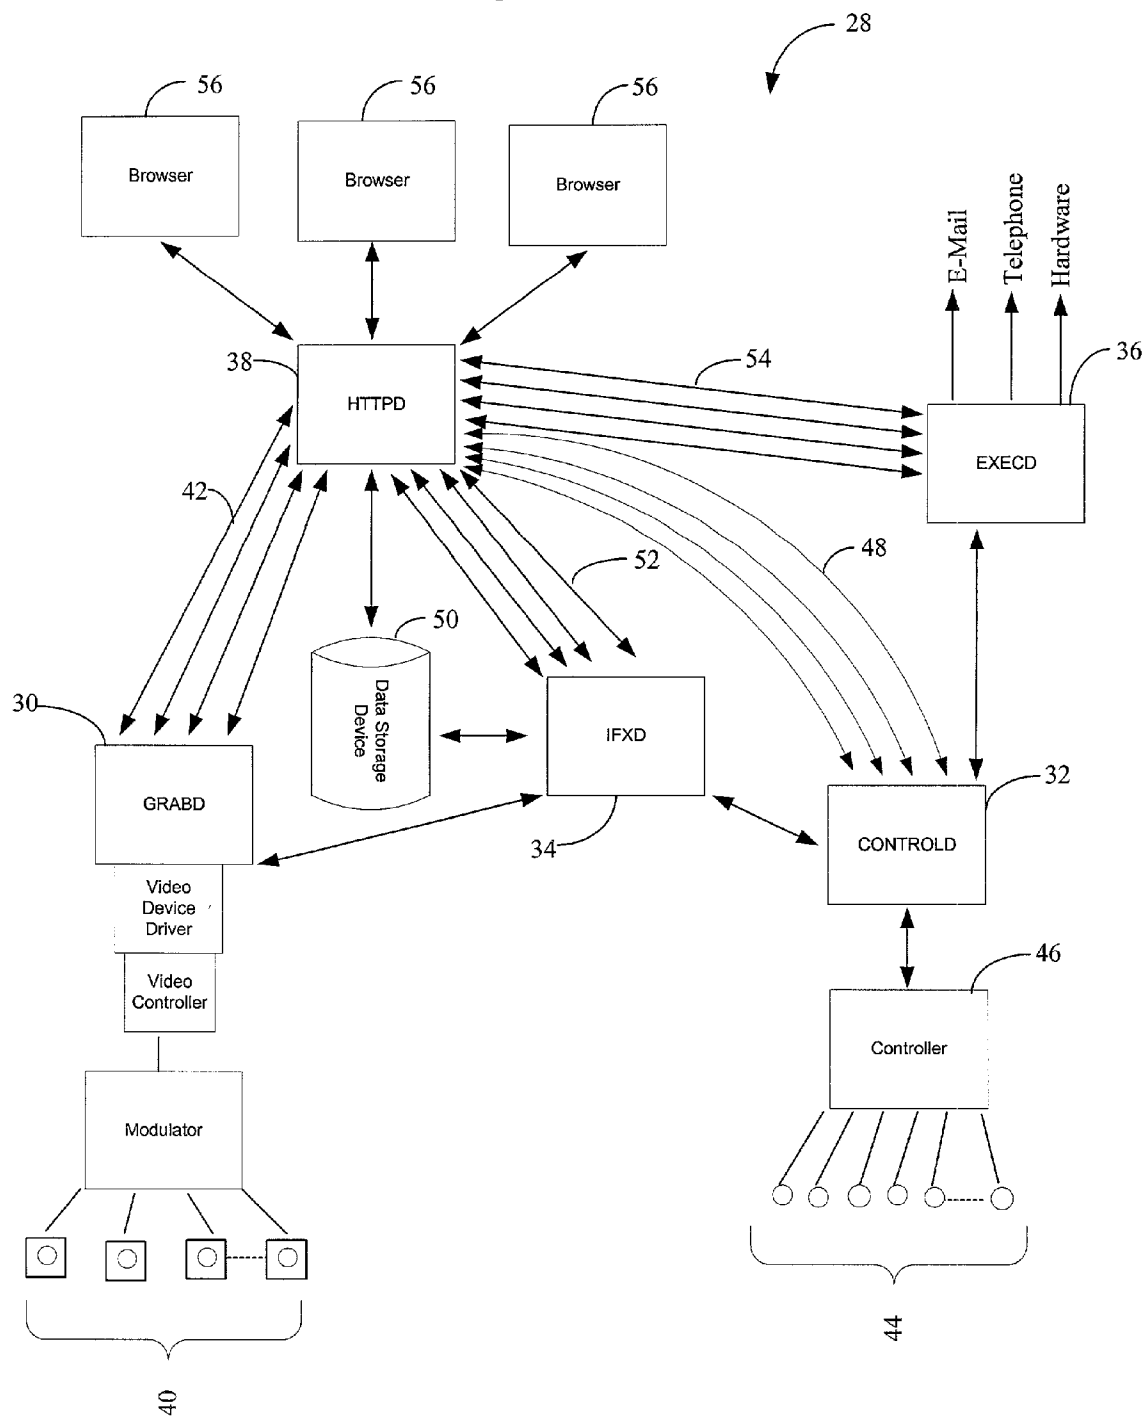 28
56
56
56
Browser
Browser
Browser
E-Mail
Telephone
Hardware
38
54
36
HTTPD
EXECD
42
48
52
50
30
Data Storage
Device
IFXD
32
GRABD
34
CONTROLD
Video
Device
Driver
46
Video
Controller
Controller
Modulator
44
40